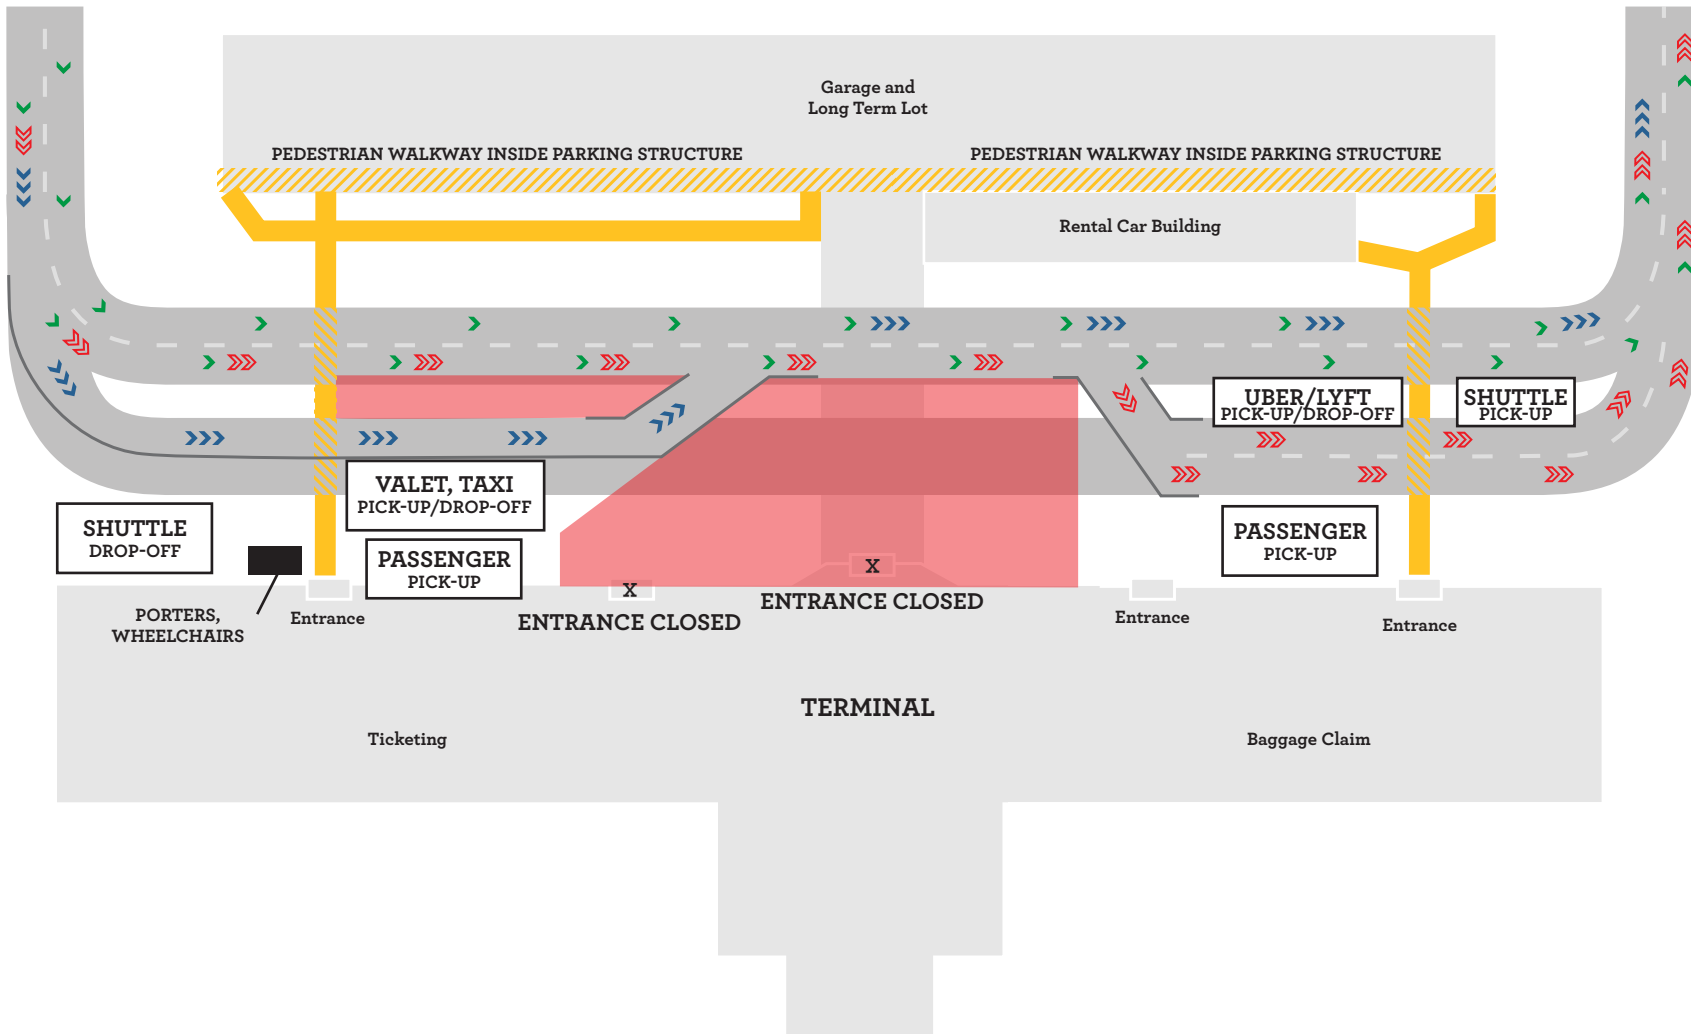 Garage and
Long Term Lot
PEDESTRIAN WALKWAY INSIDE PARKING STRUCTURE
PEDESTRIAN WALKWAY INSIDE PARKING STRUCTURE
Rental Car Building
UBER/LYFT
PICK-UP/DROP-OFF
SHUTTLE
PICK-UP
VALET, TAXI
PICK-UP/DROP-OFF
SHUTTLE
DROP-OFF
PASSENGER
PICK-UP
PASSENGER
PICK-UP
X
X
ENTRANCE CLOSED
ENTRANCE CLOSED
PORTERS,
WHEELCHAIRS
Entrance
Entrance
Entrance
TERMINAL
Ticketing
Baggage Claim